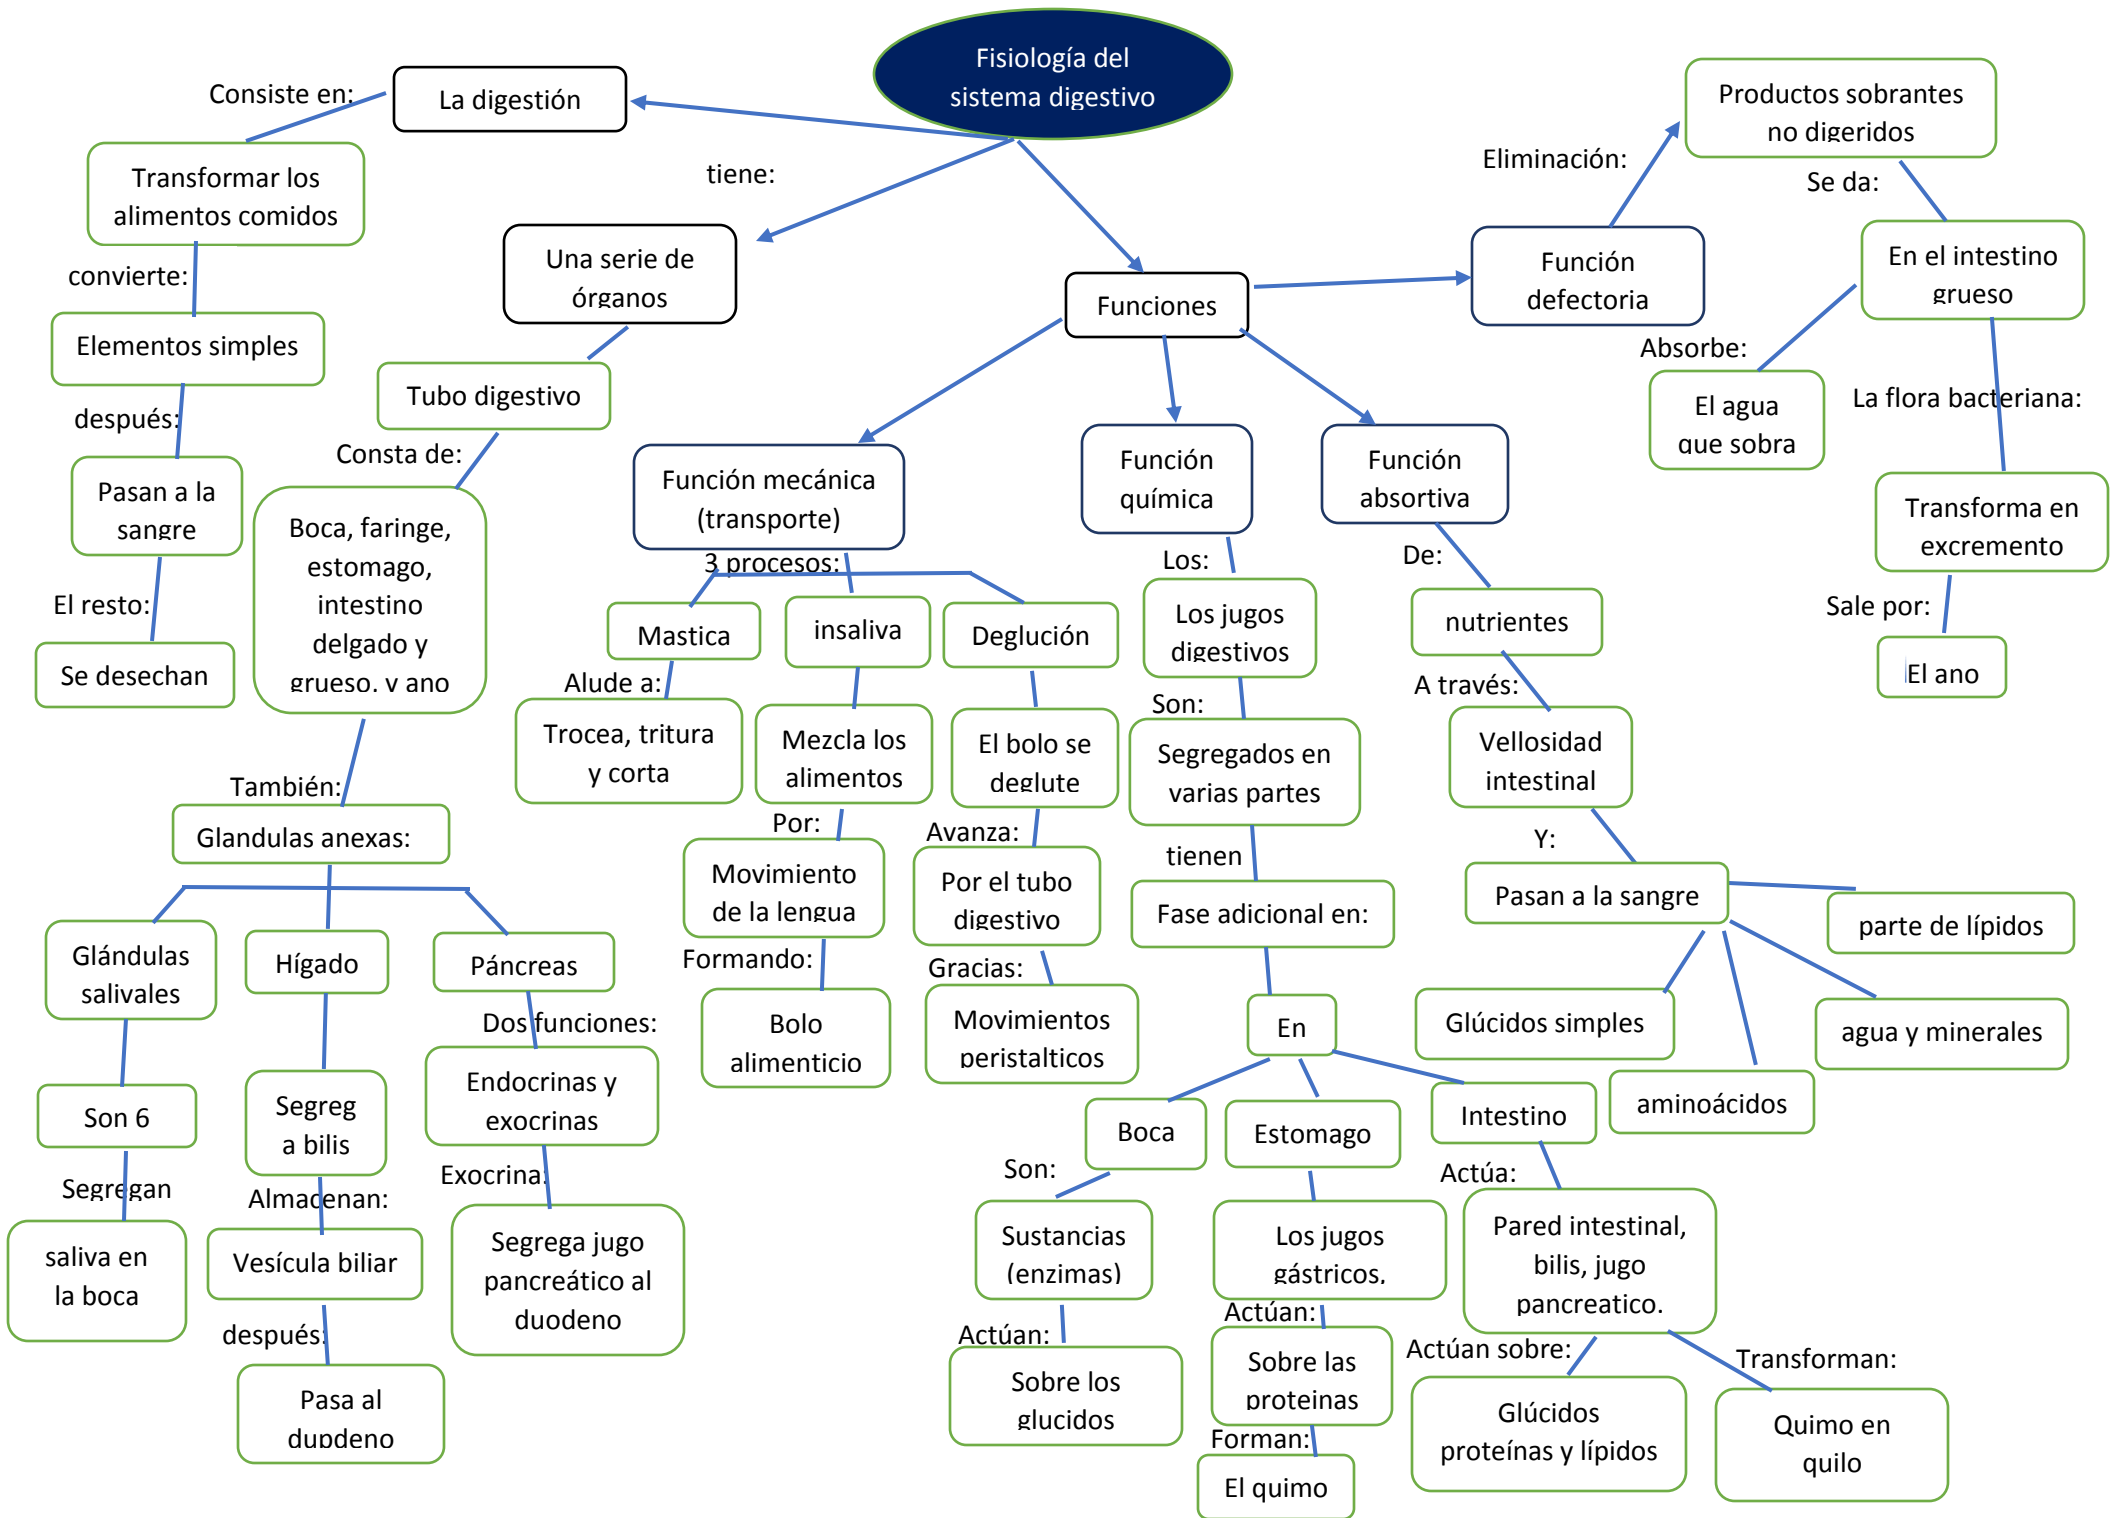 Fisiología del
sistema digestivo
Consiste en:
La digestión
Transformar los
alimentos comidos
convierte:
Elementos simples
después:
Pasan a la
sangre
El resto:
Se desechan
tiene:
Una serie de
órganos
Tubo digestivo
Consta de:
Boca, faringe,
estomago,
intestino
delgado y
grueso, y ano
También:
Glandulas anexas:
Glándulas
salivales
Son 6
Segregan
saliva en
la boca
Hígado
Segreg
a bilis
Almacenan:
Vesícula biliar
después:
Pasa al
dupdeno
Páncreas
Dos funciones:
Endocrinas y
exocrinas
Exocrina:
Segrega jugo
pancreático al
duodeno
Funciones
Función mecánica
(transporte)
3 procesos:
Mastica
Alude a:
Trocea, tritura
y corta
insaliva
Mezcla los
alimentos
Por:
Movimiento
de la lengua
Formando:
Bolo
alimenticio
Deglución
El bolo se
deglute
Avanza:
Por el tubo
digestivo
Gracias:
Movimientos
peristalticos
Función
química
Los:
Los jugos
digestivos
Son:
Segregados en
varias partes
tienen
Fase adicional en:
En
Boca
Son:
Sustancias
(enzimas)
Actúan:
Sobre los
glucidos
Estomago
Los jugos
gástricos.
Actúan:
Sobre las
proteinas
Forman:
El quimo
Intestino
Actúa:
Pared intestinal,
bilis, jugo
pancreatico.
Actúan sobre:
Glúcidos
proteínas y lípidos
Transforman:
Quimo en
quilo
Función
absortiva
De:
nutrientes
A través:
Vellosidad
intestinal
Y:
Pasan a la sangre
parte de lípidos
Glúcidos simples
agua y minerales
aminoácidos
Función
defectoria
Eliminación:
Productos sobrantes
no digeridos
Se da:
En el intestino
grueso
Absorbe:
El agua
que sobra
La flora bacteriana:
Transforma en
excremento
Sale por:
El ano